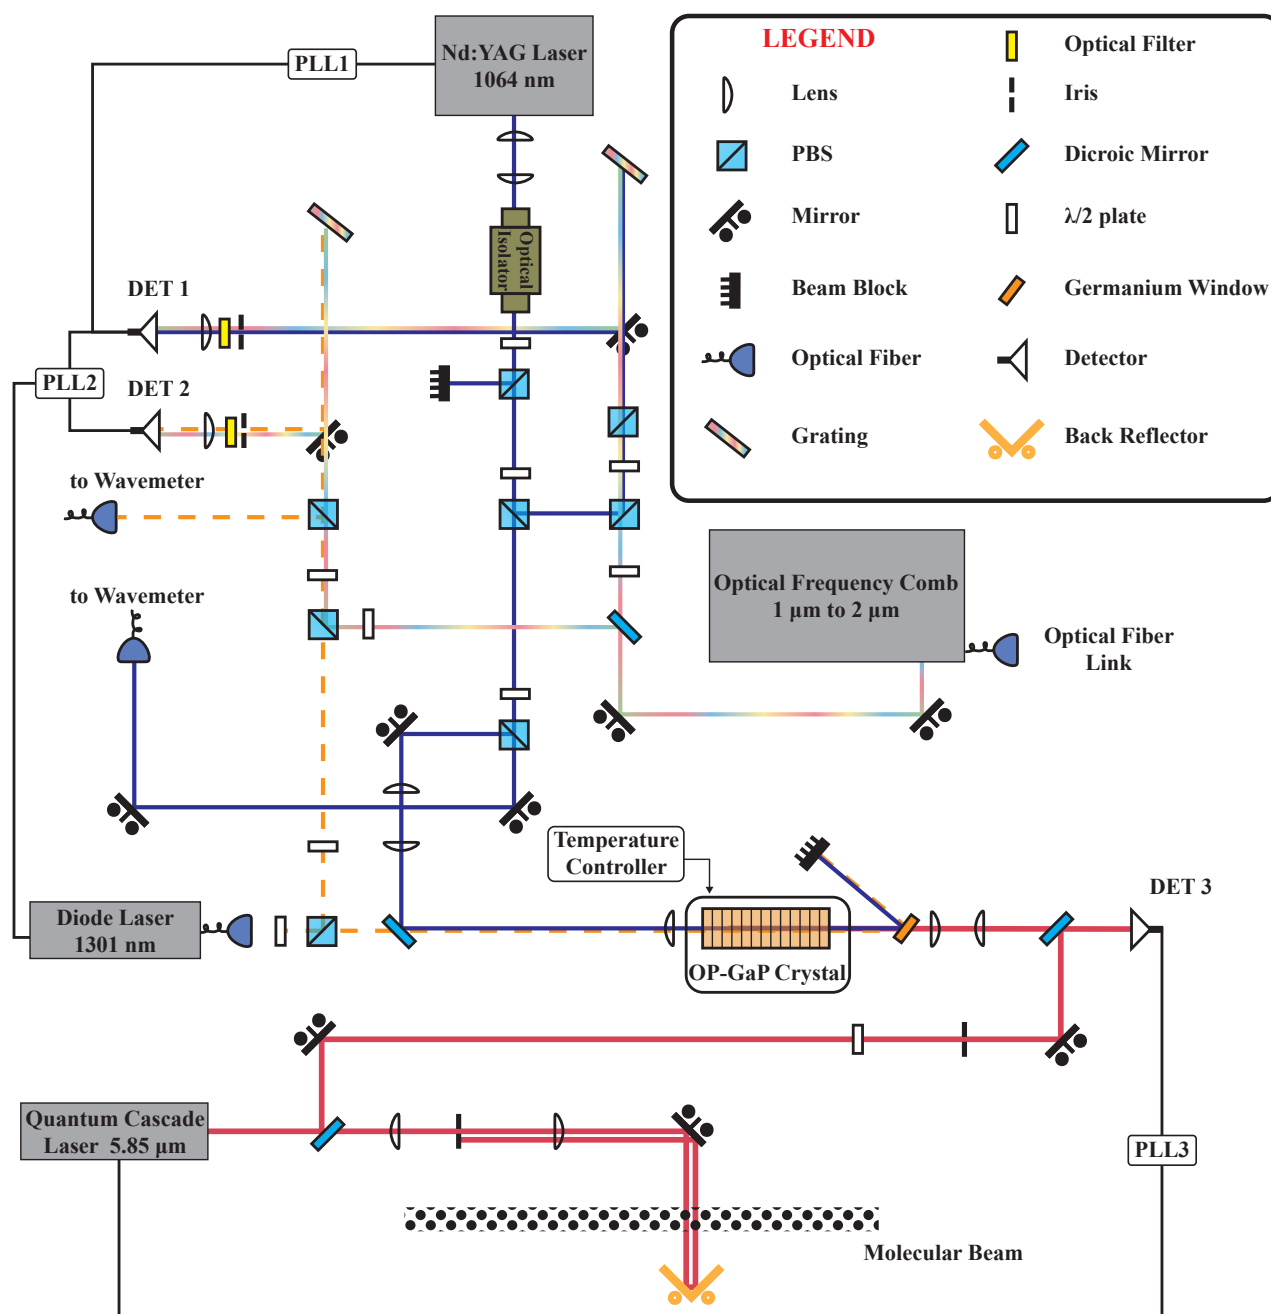 PLL1
Nd:YAG Laser
1064 nm
LEGEND
Optical Filter
Lens
Iris
PBS
Dicroic Mirror
Mirror
λ/2 plate
Beam Block
Germanium Window
Optical Fiber
Detector
Grating
Back Reflector
Optical
Isolator
DET 1
PLL2
DET 2
to Wavemeter
to Wavemeter
Optical Frequency Comb
1 µm to 2 µm
Optical Fiber
Link
Temperature
Controller
DET 3
Diode Laser
1301 nm
OP-GaP Crystal
Quantum Cascade
Laser 5.85 µm
PLL3
Molecular Beam